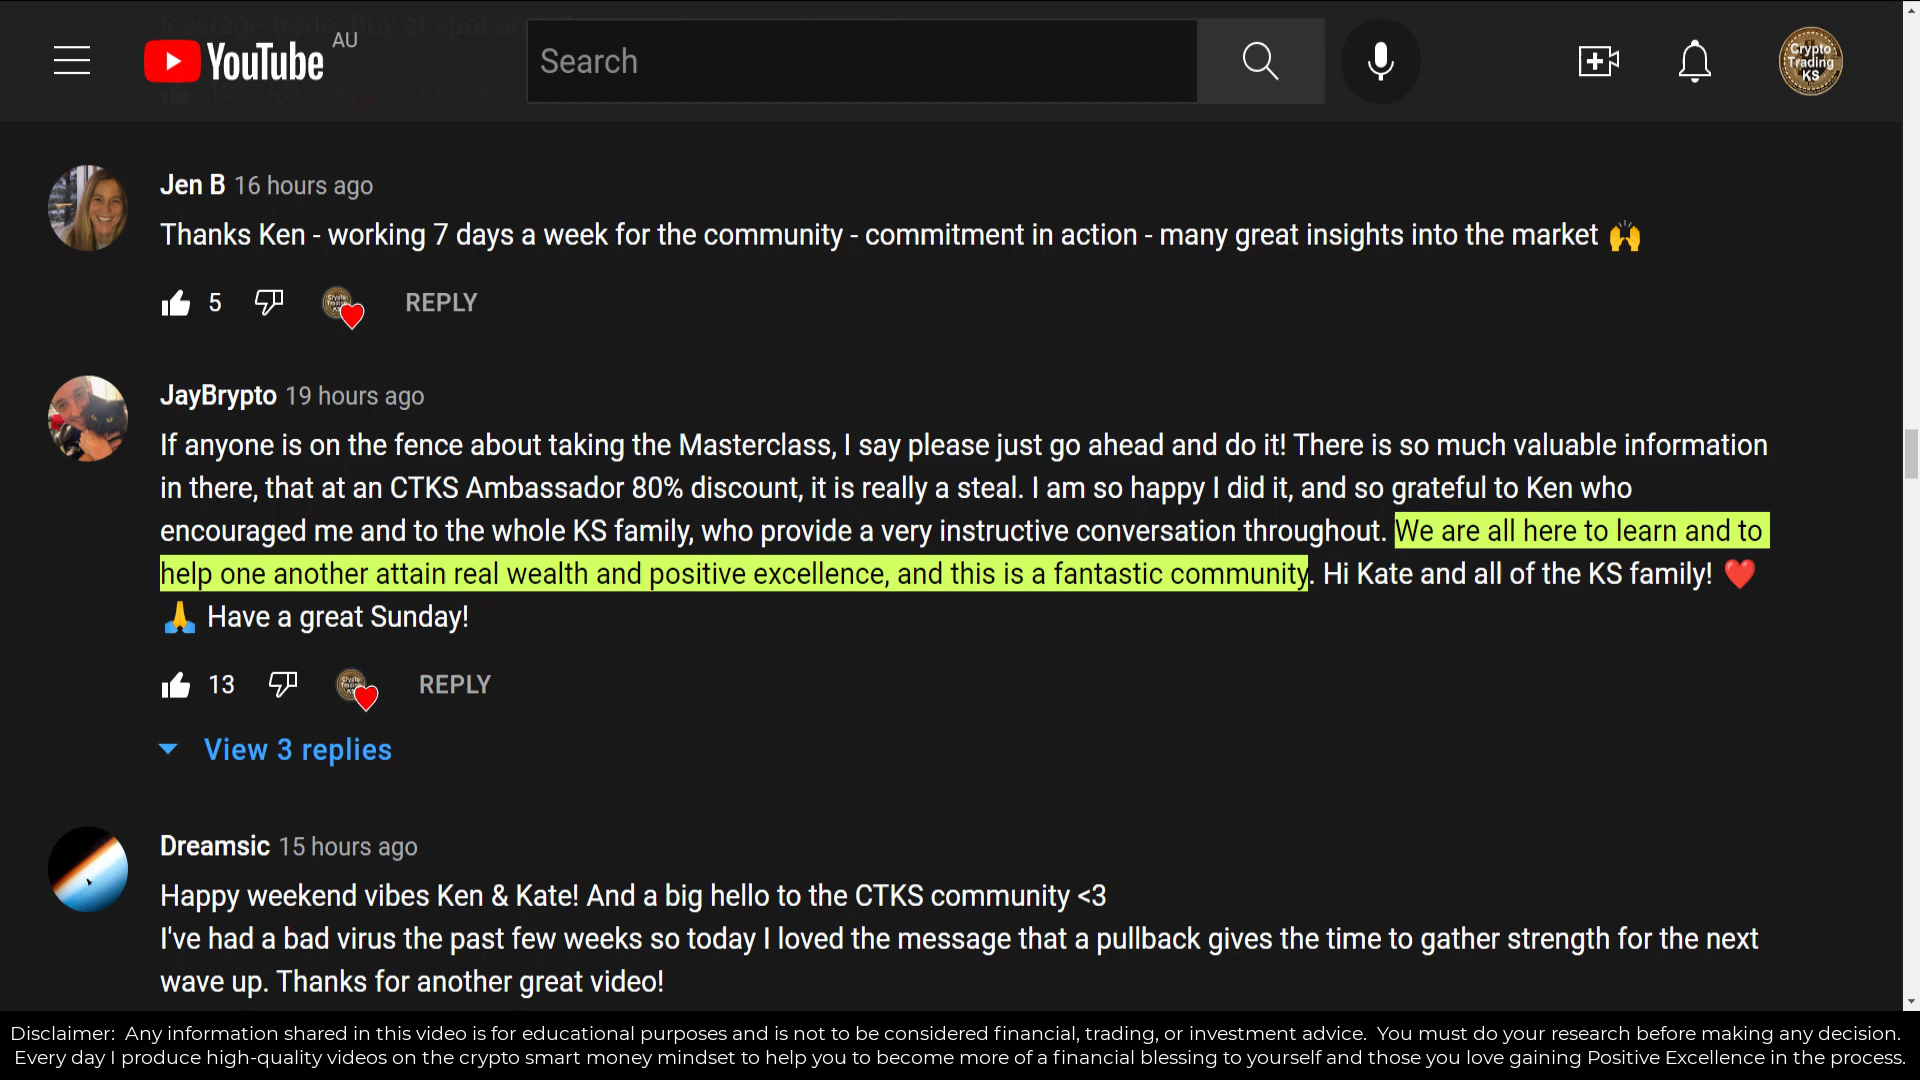 leverage trade. Buy at spot and
YouTube AU
Search
Crypto
Trading
KS
Jen B 16 hours ago
Thanks Ken - working 7 days a week for the community - commitment in action - many great insights into the market 🙌
5 REPLY
JayBrypto 19 hours ago
If anyone is on the fence about taking the Masterclass, I say please just go ahead and do it! There is so much valuable information
in there, that at an CTKS Ambassador 80% discount, it is really a steal. I am so happy I did it, and so grateful to Ken who
encouraged me and to the whole KS family, who provide a very instructive conversation throughout. We are all here to learn and to
help one another attain real wealth and positive excellence, and this is a fantastic community. Hi Kate and all of the KS family! ❤️
🙏 Have a great Sunday!
13 REPLY
View 3 replies
Dreamsic 15 hours ago
Happy weekend vibes Ken & Kate! And a big hello to the CTKS community <3
I've had a bad virus the past few weeks so today I loved the message that a pullback gives the time to gather strength for the next
wave up. Thanks for another great video!
Disclaimer: Any information shared in this video is for educational purposes and is not to be considered financial, trading, or investment advice. You must do your research before making any decision.
Every day I produce high-quality videos on the crypto smart money mindset to help you to become more of a financial blessing to yourself and those you love gaining Positive Excellence in the process.